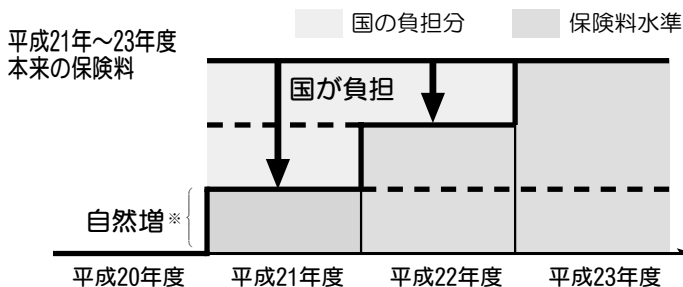 国の負担分
保険料水準
平成21年〜23年度
本来の保険料
国が負担
自然増※
平成20年度
平成21年度
平成22年度
平成23年度